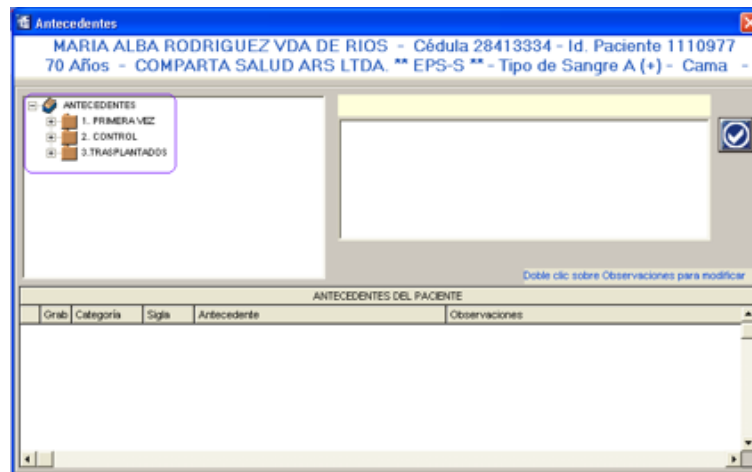 Antecedentes
MARIA ALBA RODRIGUEZ VDA DE RIOS - Cédula 28413334 - Id. Paciente 1110977
70 Años - COMPARTA SALUD ARS LTDA. ** EPS-S ** - Tipo de Sangre A (+) - Cama -
ANTECEDENTES
1. PRIMERA VEZ
2. CONTROL
3.TRASPLANTADOS
Doble clic sobre Observaciones para modificar
ANTECEDENTES DEL PACIENTE
Grab Categoría Sigla Antecedente Observaciones